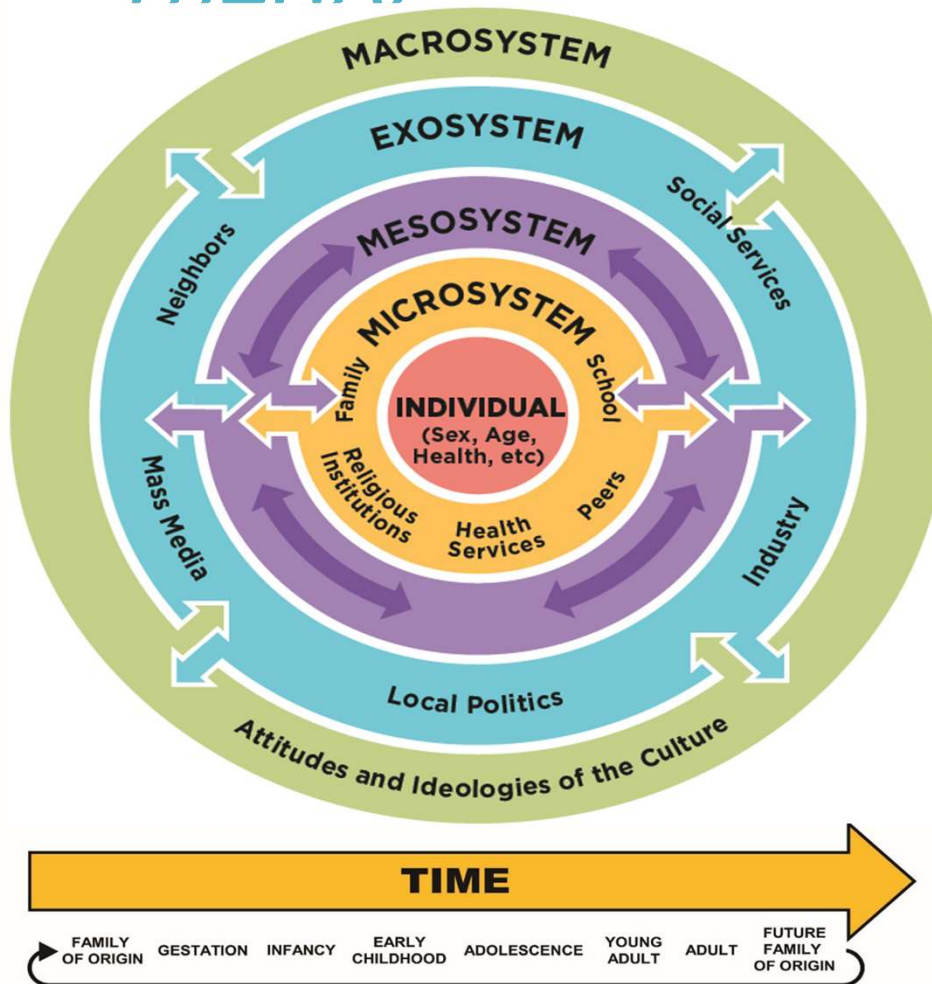 MACROSYSTEM
EXOSYSTEM
MESOSYSTEM
MICROSYSTEM
Neighbors
Social Services
Family
School
INDIVIDUAL
(Sex, Age,
Health, etc)
Religious
Institutions
Health
Services
Peers
Mass Media
Industry
Local Politics
Attitudes and Ideologies of the Culture
TIME
FAMILY
OF ORIGIN
GESTATION
INFANCY
EARLY
CHILDHOOD
ADOLESCENCE
YOUNG
ADULT
ADULT
FUTURE
FAMILY
OF ORIGIN